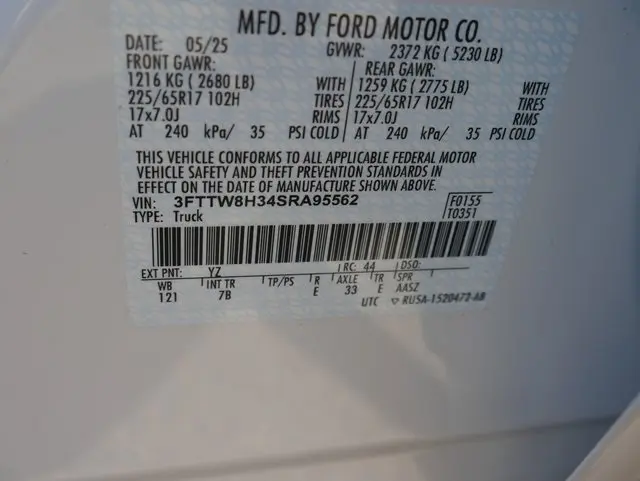 MFD. BY FORD MOTOR CO.
DATE: 05/25 GVWR: 2372 KG ( 5230 LB)
FRONT GAWR: REAR GAWR:
1216 KG ( 2680 LB) WITH 1259 KG ( 2775 LB) WITH
225/65R17 102H TIRES 225/65R17 102H TIRES
17x7.0J RIMS 17x7.0J RIMS
AT 240 kPa/ 35 PSI COLD AT 240 kPa/ 35 PSI COLD
THIS VEHICLE CONFORMS TO ALL APPLICABLE FEDERAL MOTOR
VEHICLE SAFETY AND THEFT PREVENTION STANDARDS IN
EFFECT ON THE DATE OF MANUFACTURE SHOWN ABOVE.
VIN: 3FTTW8H34SRA95562 F0155
TYPE: Truck T0351
EXT PNT: YZ RC: 44 DSO:
WB INT TR TP/PS R AXLE TR SPR
121 7B E 33 E AASZ
UTC RU5A-1520472-AB